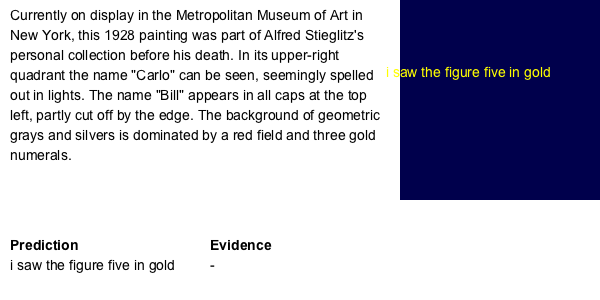 Currently on display in the Metropolitan Museum of Art in
New York, this 1928 painting was part of Alfred Stieglitz's
personal collection before his death. In its upper-right
quadrant the name "Carlo" can be seen, seemingly spelled
out in lights. The name "Bill" appears in all caps at the top
left, partly cut off by the edge. The background of geometric
grays and silvers is dominated by a red field and three gold
numerals.
i saw the figure five in gold
Prediction Evidence
i saw the figure five in gold -